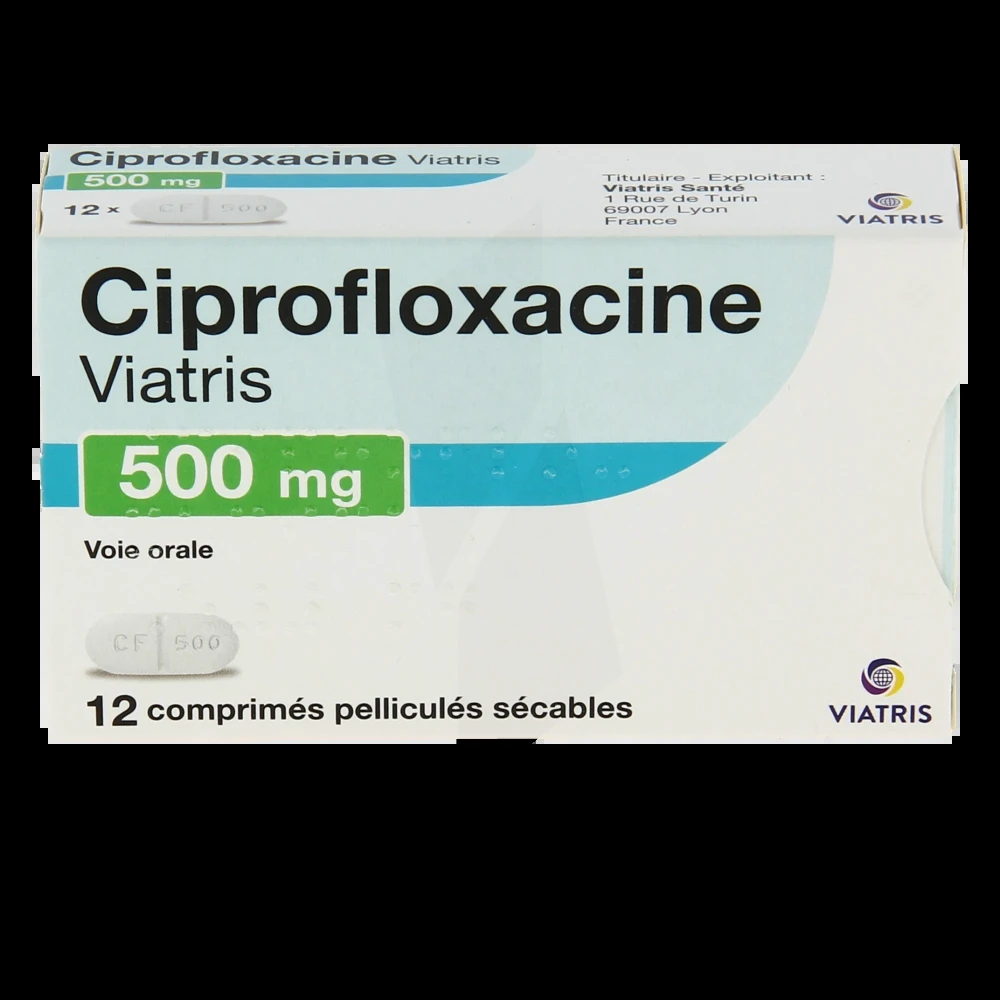 Ciprofloxacine Viatris
500 mg
12 x CF 500
Titulaire - Exploitant :
Viatris Santé
1 Rue de Turin
69007 Lyon
France
VIATRIS
Ciprofloxacine
Viatris
500 mg
Voie orale
CF 500
12 comprimés pelliculés sécables
VIATRIS